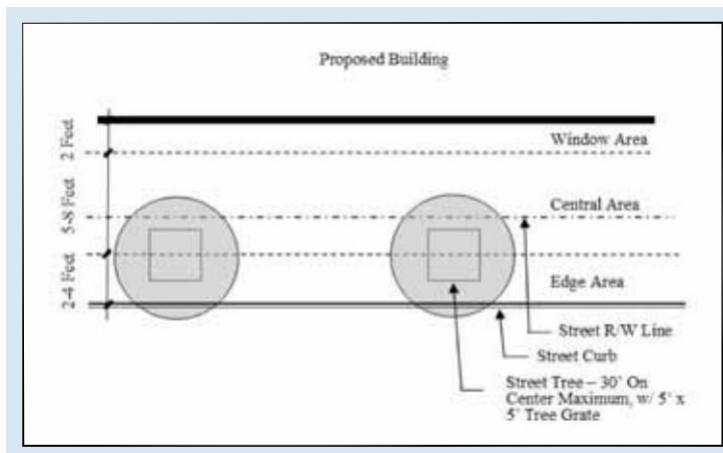 Proposed Building
2 Feet
Window Area
5-8 Feet
Central Area
2-4 Feet
Edge Area
Street R/W Line
Street Curb
Street Tree – 30' On
Center Maximum, w/ 5' x
5' Tree Grate